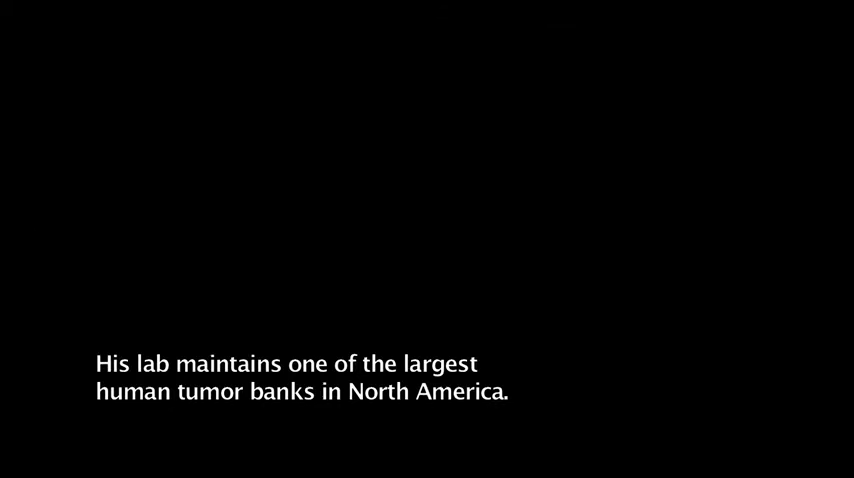 His lab maintains one of the largest
human tumor banks in North America.